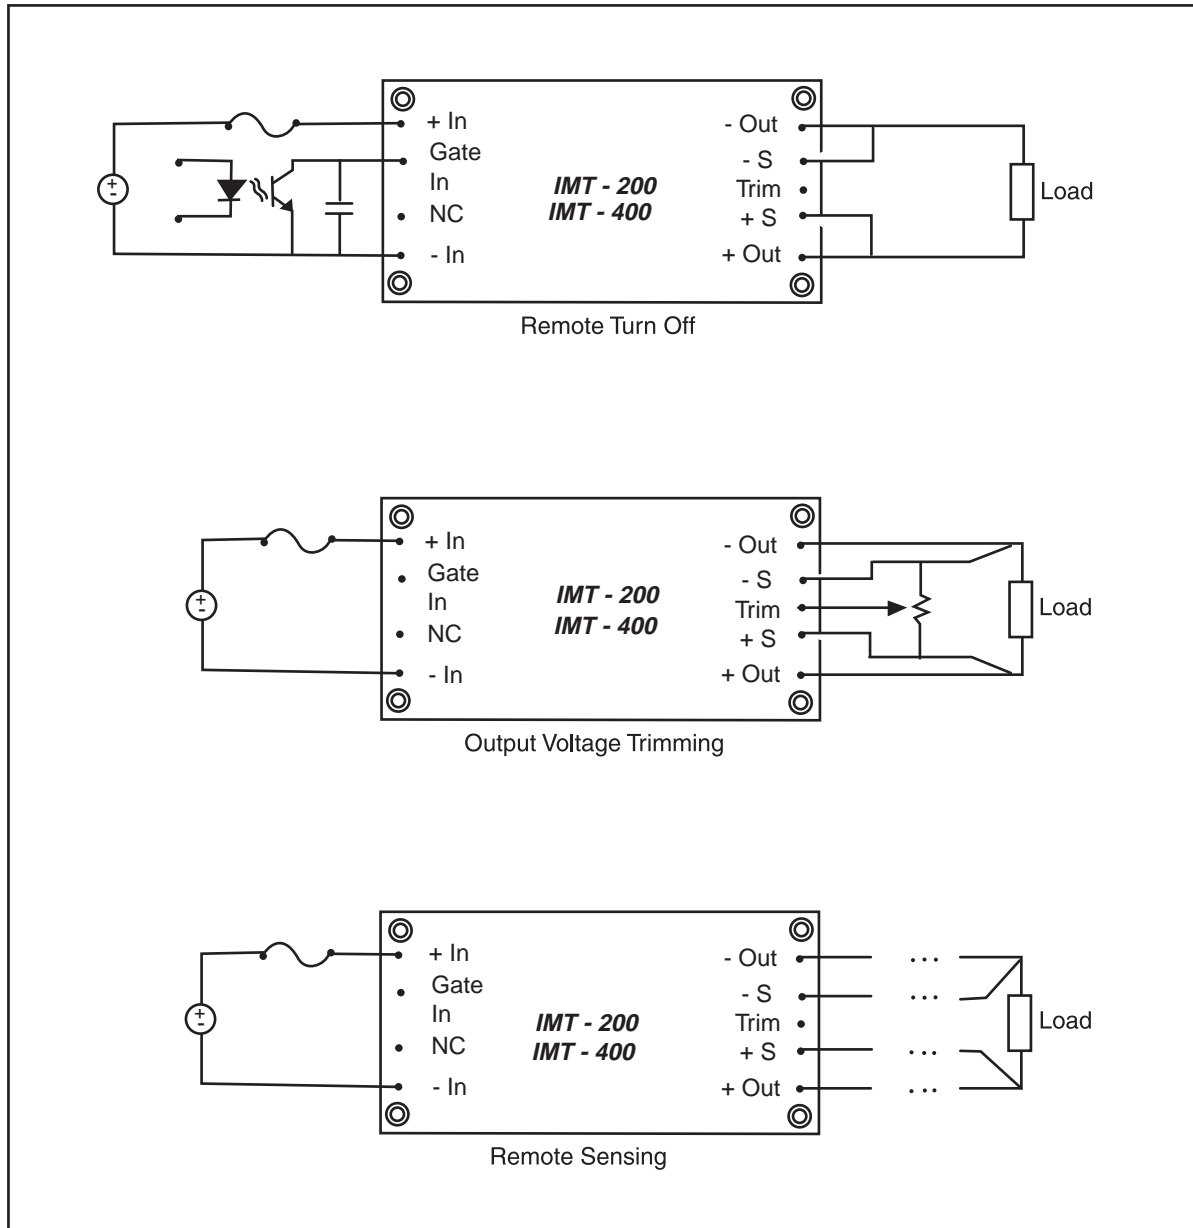 + In
Gate
In
NC
- In
IMT - 200
IMT - 400
- Out
- S
Trim
+ S
+ Out
Load
+
-
Remote Turn Off
+ In
Gate
In
NC
- In
IMT - 200
IMT - 400
- Out
- S
Trim
+ S
+ Out
Load
+
-
Output Voltage Trimming
+ In
Gate
In
NC
- In
IMT - 200
IMT - 400
- Out
- S
Trim
+ S
+ Out
Load
+
-
Remote Sensing